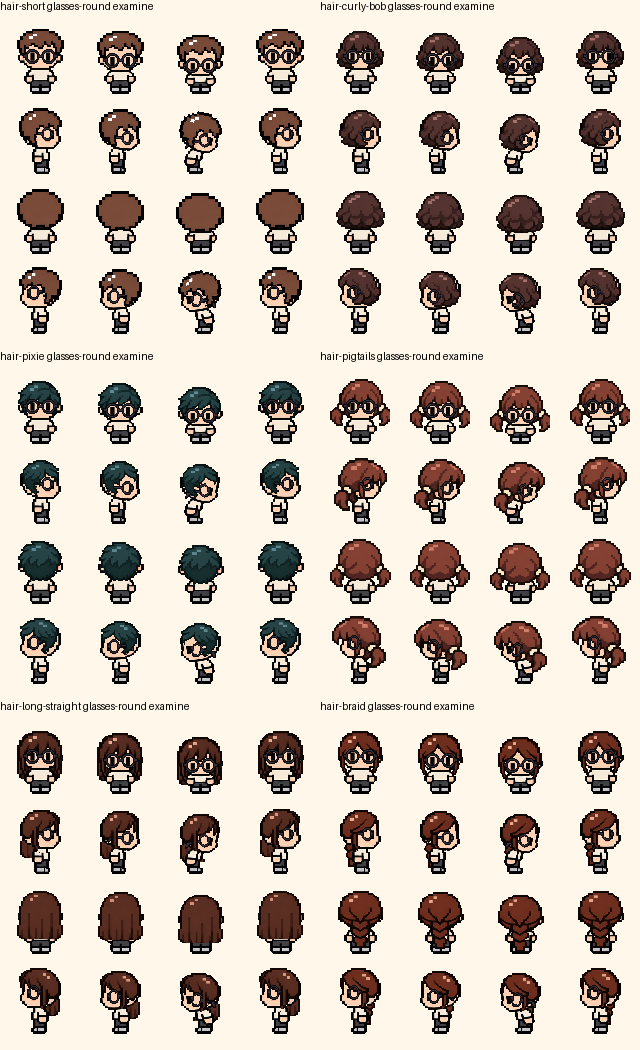 hair-short glasses-round examine
hair-curly-bob glasses-round examine
hair-pixie glasses-round examine
hair-pigtails glasses-round examine
hair-long-straight glasses-round examine
hair-braid glasses-round examine